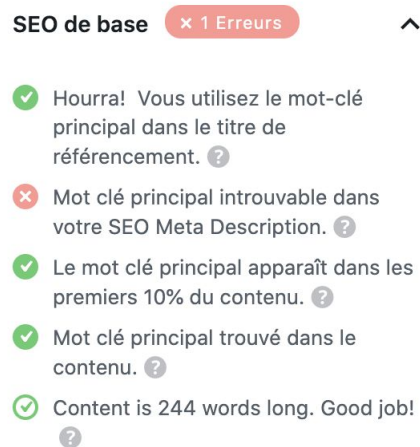 SEO de base × 1 Erreurs
Hourra! Vous utilisez le mot-clé
principal dans le titre de
référencement. ?
Mot clé principal introuvable dans
votre SEO Meta Description. ?
Le mot clé principal apparaît dans les
premiers 10% du contenu. ?
Mot clé principal trouvé dans le
contenu. ?
Content is 244 words long. Good job!
?